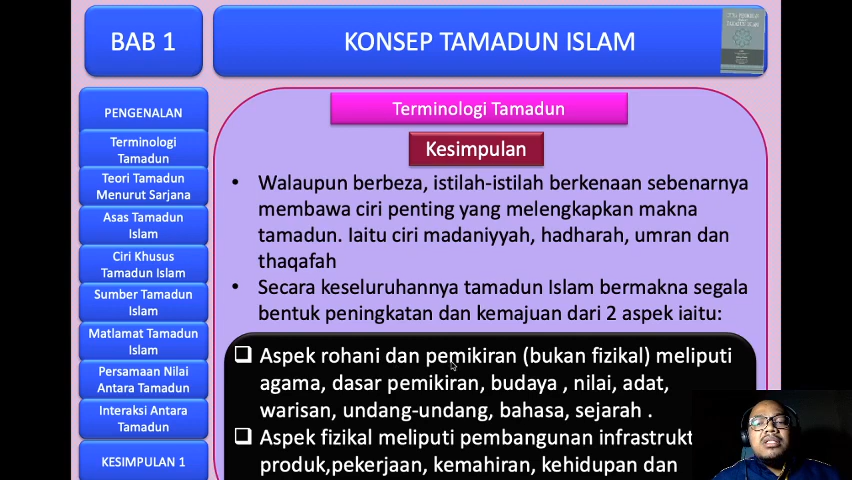 BAB 1
KONSEP TAMADUN ISLAM
PENGENALAN
Terminologi
Tamadun
Teori Tamadun
Menurut Sarjana
Asas Tamadun
Islam
Ciri Khusus
Tamadun Islam
Sumber Tamadun
Islam
Matlamat Tamadun
Islam
Persamaan Nilai
Antara Tamadun
Interaksi Antara
Tamadun
KESIMPULAN 1
Terminologi Tamadun
Kesimpulan
• Walaupun berbeza, istilah-istilah berkenaan sebenarnya
membawa ciri penting yang melengkapkan makna
tamadun. Iaitu ciri madaniyyah, hadharah, umran dan
thaqafah
• Secara keseluruhannya tamadun Islam bermakna segala
bentuk peningkatan dan kemajuan dari 2 aspek iaitu:
❑ Aspek rohani dan pemikiran (bukan fizikal) meliputi
agama, dasar pemikiran, budaya , nilai, adat,
warisan, undang-undang, bahasa, sejarah .
❑ Aspek fizikal meliputi pembangunan infrastrukt
produk,pekerjaan, kemahiran, kehidupan dan